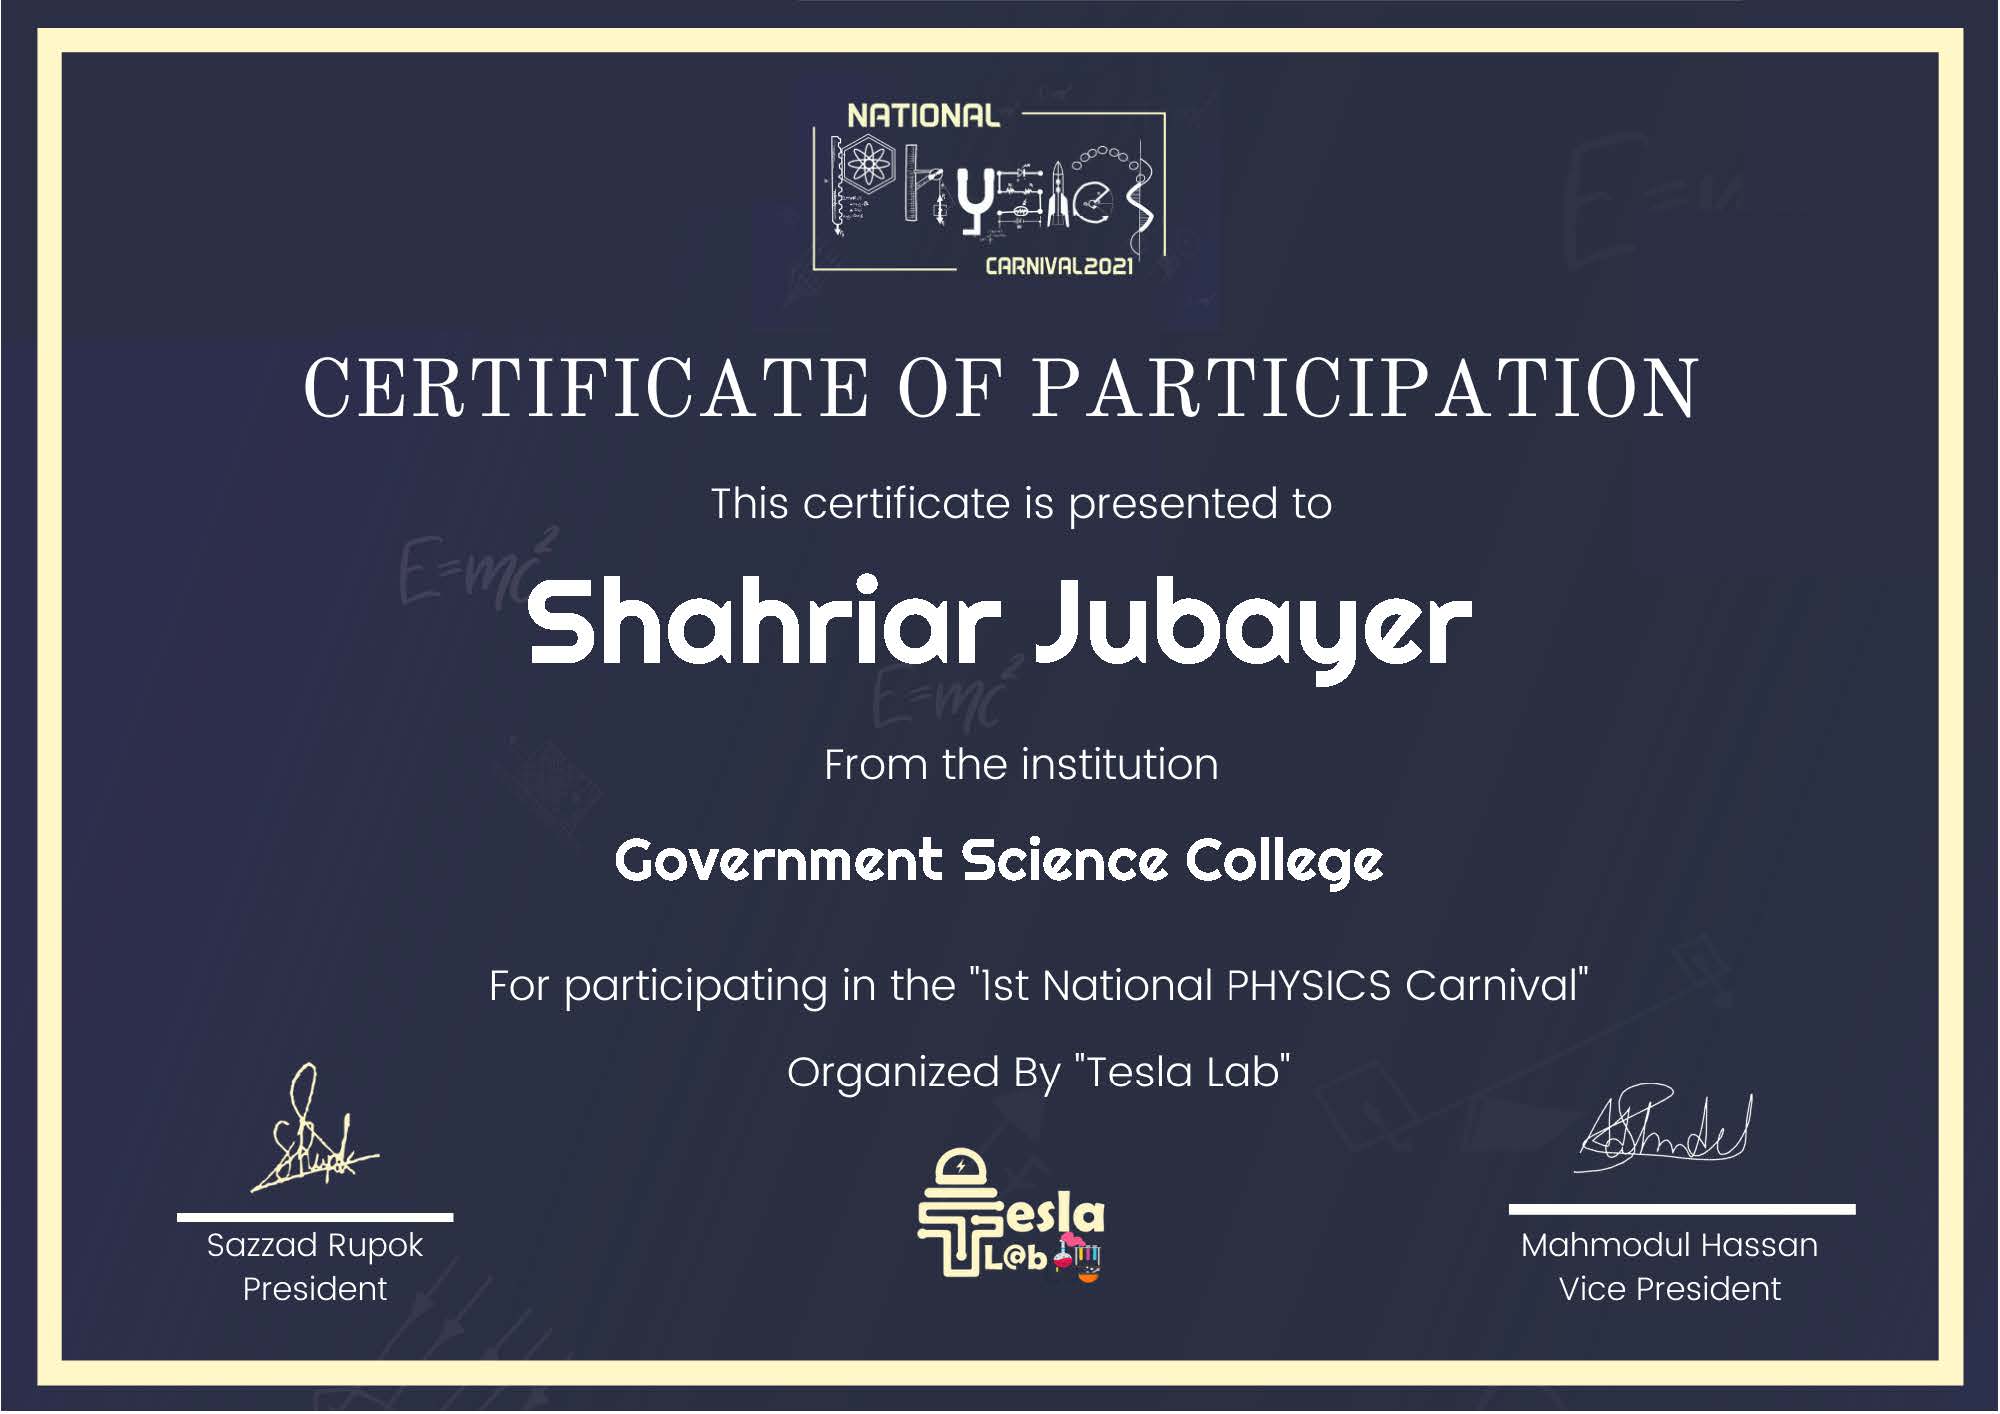 NATIONAL
Physics
CARNIVAL2021
CERTIFICATE OF PARTICIPATION
This certificate is presented to
E=mc²
Shahriar Jubayer
E=mc²
From the institution
Government Science College
For participating in the "1st National PHYSICS Carnival"
Organized By "Tesla Lab"
Tesla
L@b
Sazzad Rupok
President
Mahmodul Hassan
Vice President